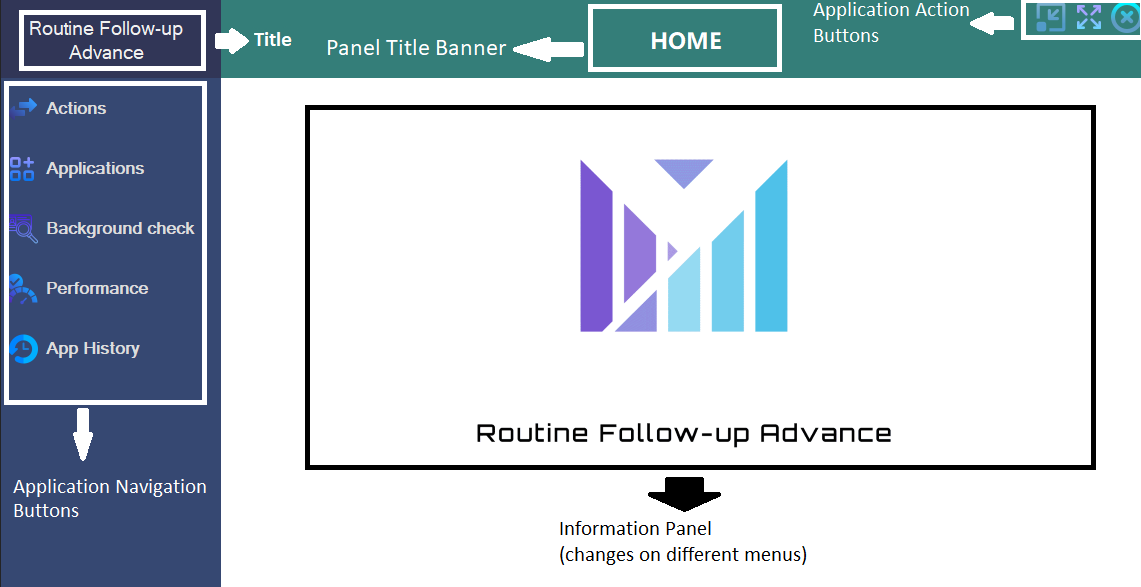 Routine Follow-up
Advance
Title
Panel Title Banner
HOME
Application Action
Buttons
Actions
Applications
Background check
Performance
App History
Application Navigation
Buttons
Routine Follow-up Advance
Information Panel
(changes on different menus)